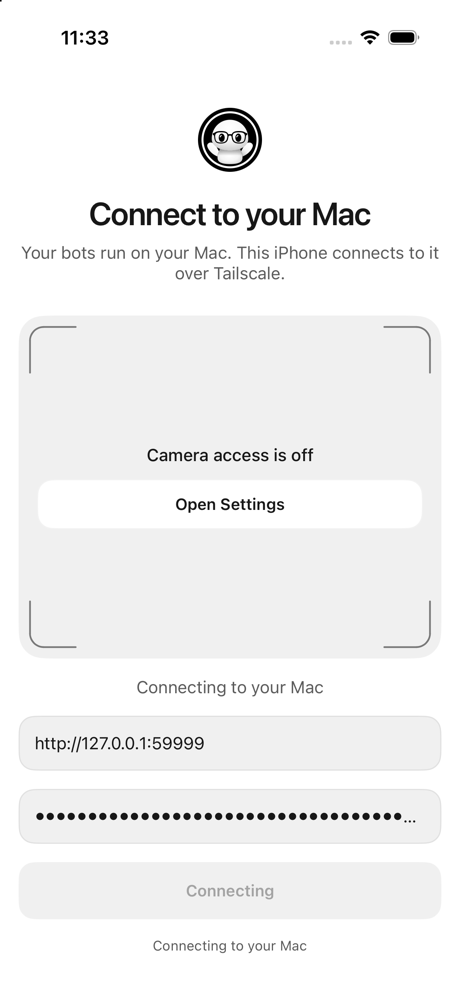 11:33
Connect to your Mac
Your bots run on your Mac. This iPhone connects to it
over Tailscale.
Camera access is off
Open Settings
Connecting to your Mac
http://127.0.0.1:59999
••••••••••••••••••••••••••••••••••••...
Connecting
Connecting to your Mac